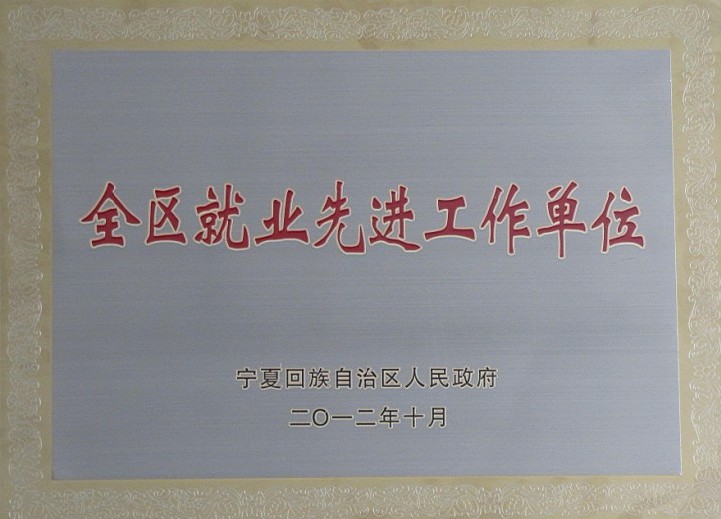 全区就业先进工作单位
宁夏回族自治区人民政府
二〇一二年十月